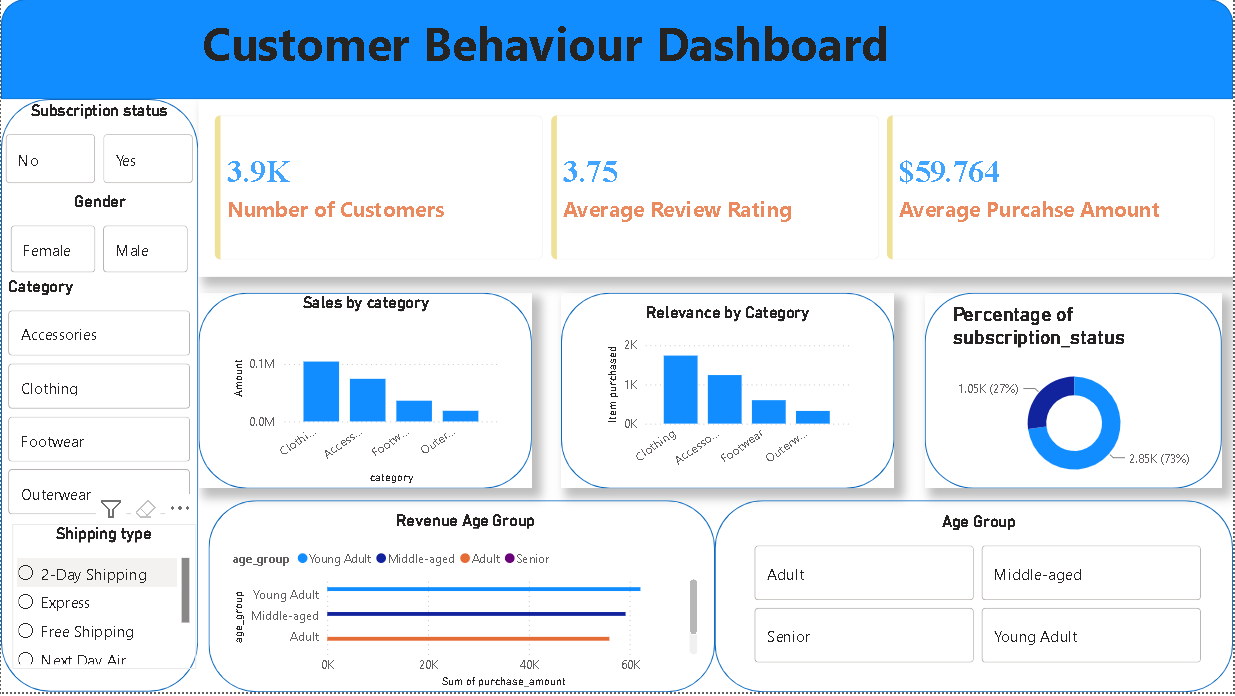 Customer Behaviour Dashboard
Subscription status
No
Yes
Gender
Female
Male
Category
Accessories
Clothing
Footwear
Outerwear
Shipping type
2-Day Shipping
Express
Free Shipping
Next Day Air
3.9K
Number of Customers
3.75
Average Review Rating
$59.764
Average Purcahse Amount
Sales by category
Amount
0.1M
0.0M
Clothi...
Access...
Footw...
Outer...
category
Relevance by Category
Item purchased
2K
1K
0K
Clothing
Accesso...
Footwear
Outerw...
Percentage of
subscription_status
1.05K (27%)
2.85K (73%)
Revenue Age Group
age_group
Young Adult
Middle-aged
Adult
Senior
age_group
Young Adult
Middle-aged
Adult
0K
20K
40K
60K
Sum of purchase_amount
Age Group
Adult
Middle-aged
Senior
Young Adult